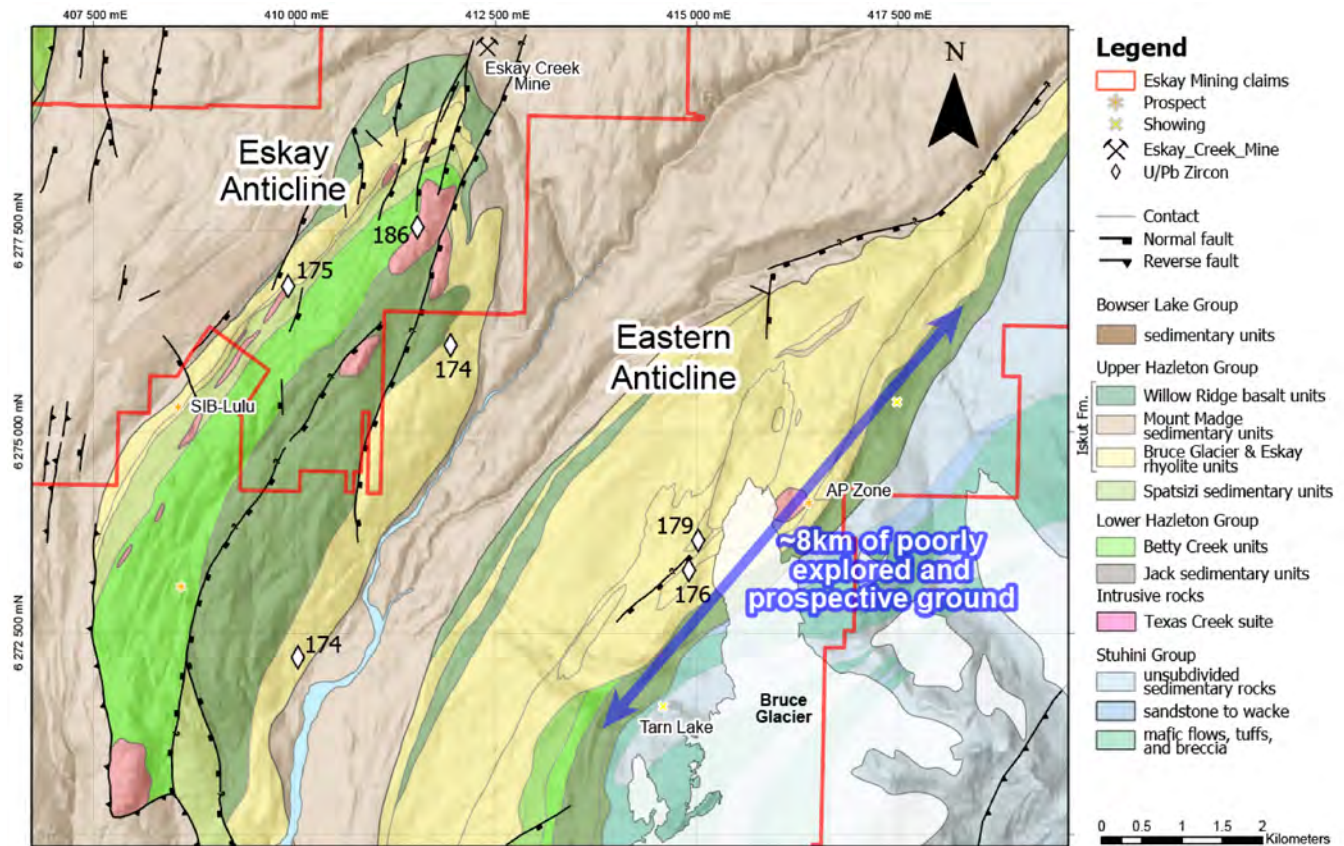 407 500 mE
410 000 mE
412 500 mE
415 000 mE
417 500 mE
6 277 500 mN
6 275 000 mN
6 272 500 mN
Eskay Creek
Mine
Eskay
Anticline
186
175
174
SIB-Lulu
Eastern
Anticline
AP Zone
179
176
~8km of poorly
explored and
prospective ground
174
Tarn Lake
Bruce
Glacier
N
Legend
Eskay Mining claims
Prospect
Showing
Eskay_Creek_Mine
U/Pb Zircon
Contact
Normal fault
Reverse fault
Bowser Lake Group
sedimentary units
Upper Hazleton Group
Iskut Fm.
Willow Ridge basalt units
Mount Madge
sedimentary units
Bruce Glacier & Eskay
rhyolite units
Spatsizi sedimentary units
Lower Hazleton Group
Betty Creek units
Jack sedimentary units
Intrusive rocks
Texas Creek suite
Stuhini Group
unsubdivided
sedimentary rocks
sandstone to wacke
mafic flows, tuffs,
and breccia
0 0.5 1 1.5 2
Kilometers